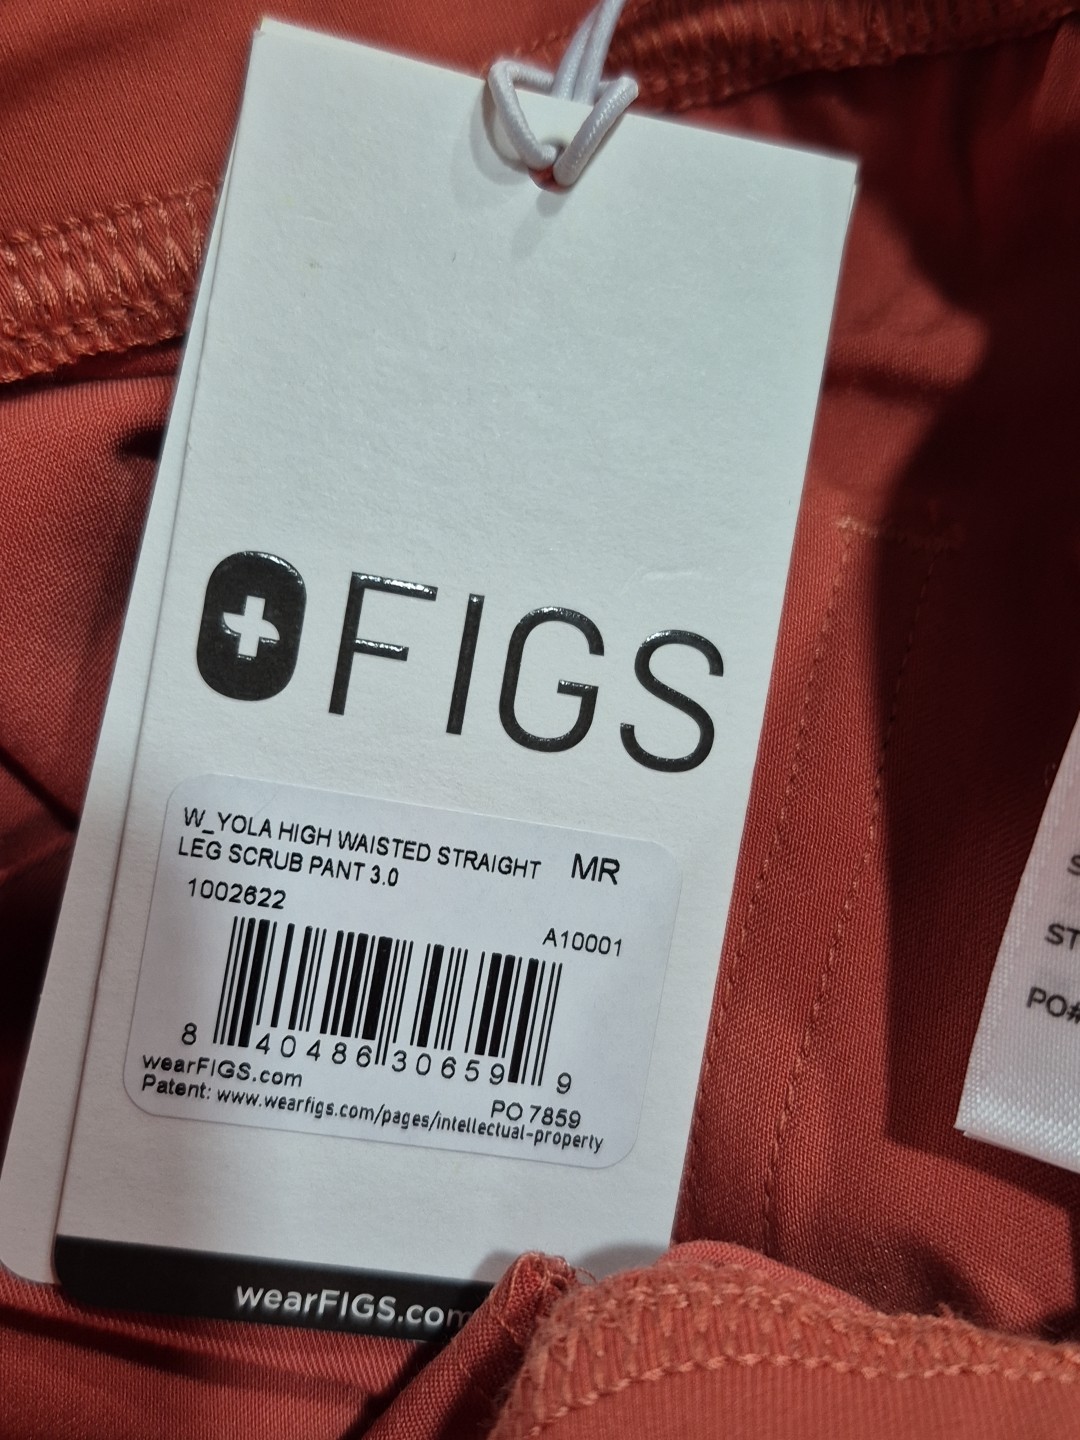 FIGS
W_YOLA HIGH WAISTED STRAIGHT MR
LEG SCRUB PANT 3.0
1002622
A10001
8 40486 30659 9
wearFIGS.com
PO 7859
Patent: www.wearfigs.com/pages/intellectual-property
wearFIGS.com
PO#